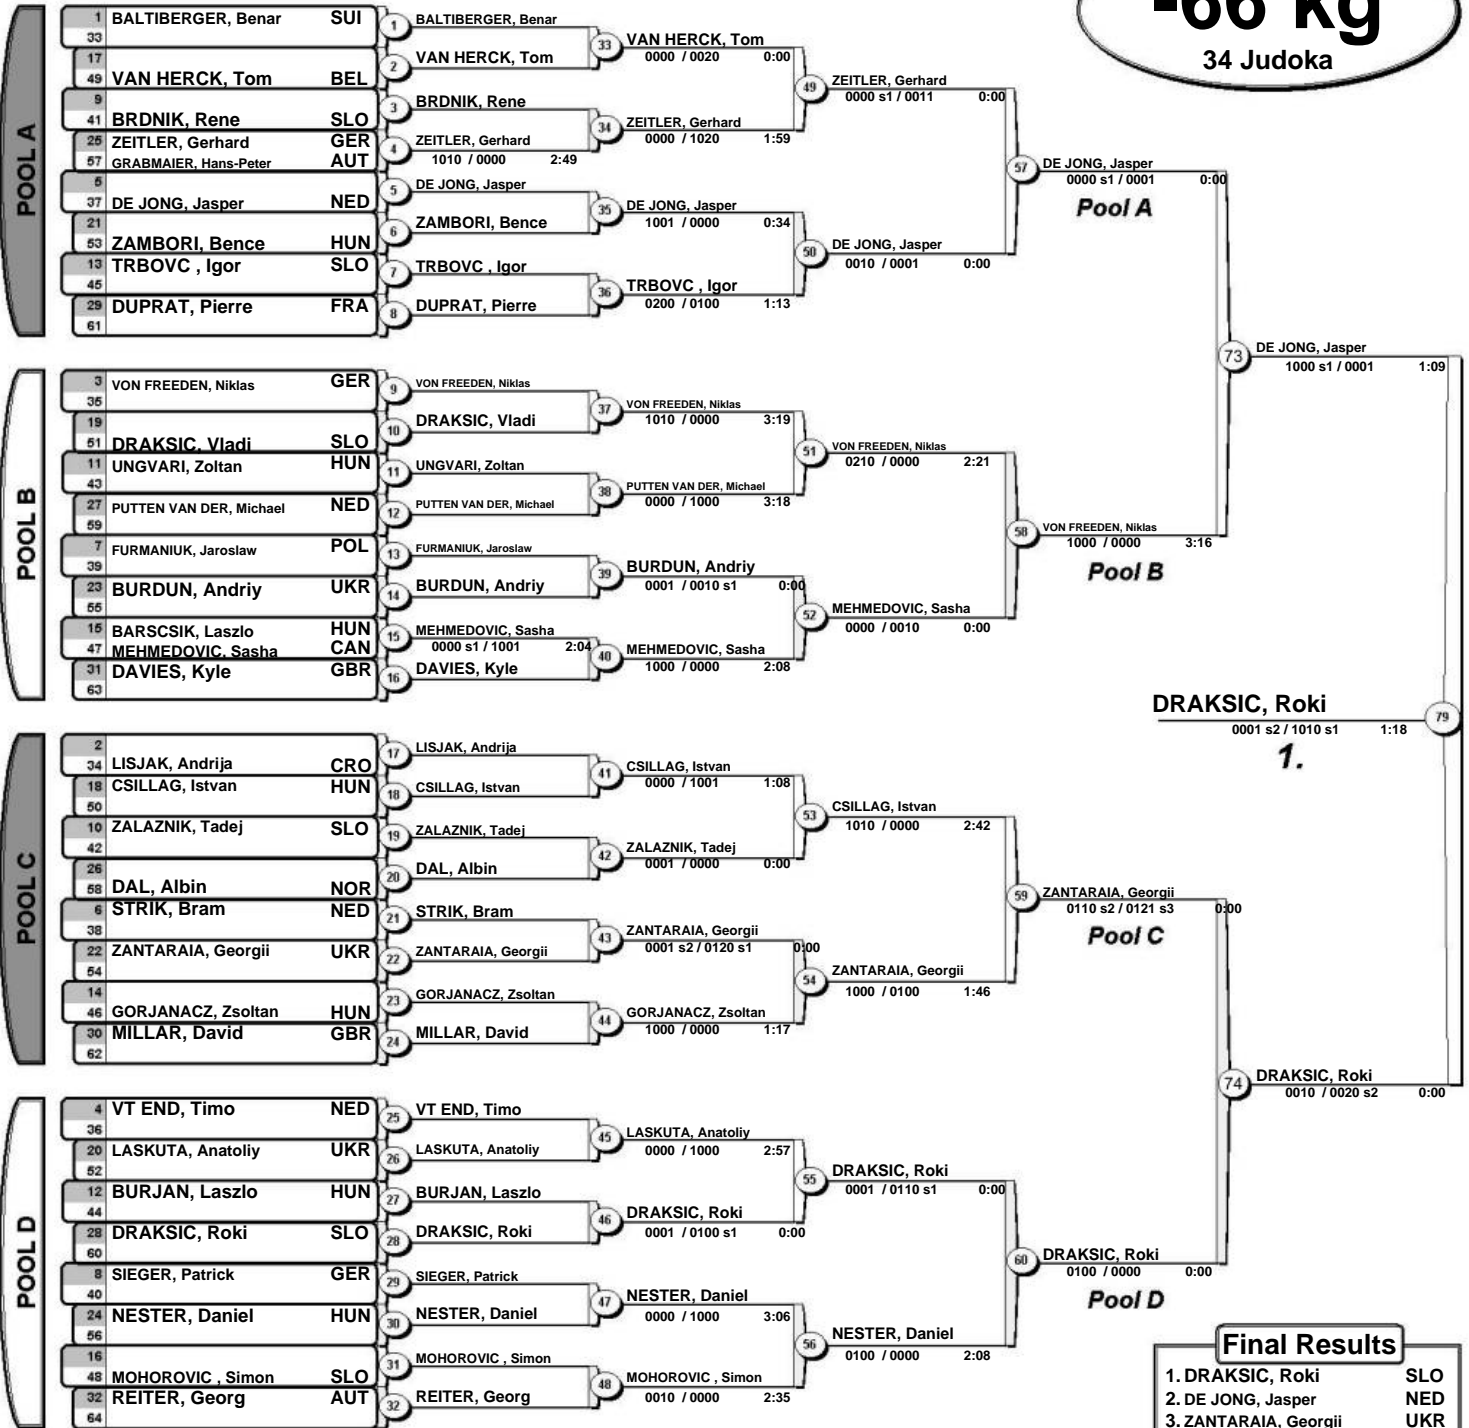 -66 kg
34 Judoka
POOL A
1 BALTIBERGER, Benar SUI
33
17
49 VAN HERCK, Tom BEL
9
41 BRDNIK, Rene SLO
25 ZEITLER, Gerhard GER
57 GRABMAIER, Hans-Peter AUT
5
37 DE JONG, Jasper NED
21
53 ZAMBORI, Bence HUN
13 TRBOVC , Igor SLO
45
29 DUPRAT, Pierre FRA
61
1 BALTIBERGER, Benar
2 VAN HERCK, Tom
3 BRDNIK, Rene
4 ZEITLER, Gerhard
1010 / 0000 2:49
5 DE JONG, Jasper
6 ZAMBORI, Bence
7 TRBOVC , Igor
8 DUPRAT, Pierre
33 VAN HERCK, Tom
0000 / 0020 0:00
34 ZEITLER, Gerhard
0000 / 1020 1:59
35 DE JONG, Jasper
1001 / 0000 0:34
36 TRBOVC , Igor
0200 / 0100 1:13
49 ZEITLER, Gerhard
0000 s1 / 0011 0:00
50 DE JONG, Jasper
0010 / 0001 0:00
57 DE JONG, Jasper
0000 s1 / 0001 0:00
Pool A
POOL B
3 VON FREEDEN, Niklas GER
35
19
51 DRAKSIC, Vladi SLO
11 UNGVARI, Zoltan HUN
43
27 PUTTEN VAN DER, Michael NED
59
7 FURMANIUK, Jaroslaw POL
39
23 BURDUN, Andriy UKR
55
15 BARSCSIK, Laszlo HUN
47 MEHMEDOVIC, Sasha CAN
31 DAVIES, Kyle GBR
63
9 VON FREEDEN, Niklas
10 DRAKSIC, Vladi
11 UNGVARI, Zoltan
12 PUTTEN VAN DER, Michael
13 FURMANIUK, Jaroslaw
14 BURDUN, Andriy
15 MEHMEDOVIC, Sasha
0000 s1 / 1001 2:04
16 DAVIES, Kyle
37 VON FREEDEN, Niklas
1010 / 0000 3:19
38 PUTTEN VAN DER, Michael
0000 / 1000 3:18
39 BURDUN, Andriy
0001 / 0010 s1 0:00
40 MEHMEDOVIC, Sasha
1000 / 0000 2:08
51 VON FREEDEN, Niklas
0210 / 0000 2:21
52 MEHMEDOVIC, Sasha
0000 / 0010 0:00
58 VON FREEDEN, Niklas
1000 / 0000 3:16
Pool B
73 DE JONG, Jasper
1000 s1 / 0001 1:09
DRAKSIC, Roki 79
0001 s2 / 1010 s1 1:18
1.
POOL C
2
34 LISJAK, Andrija CRO
18 CSILLAG, Istvan HUN
50
10 ZALAZNIK, Tadej SLO
42
26
58 DAL, Albin NOR
6 STRIK, Bram NED
38
22 ZANTARAIA, Georgii UKR
54
14
46 GORJANACZ, Zsoltan HUN
30 MILLAR, David GBR
62
17 LISJAK, Andrija
18 CSILLAG, Istvan
19 ZALAZNIK, Tadej
20 DAL, Albin
21 STRIK, Bram
22 ZANTARAIA, Georgii
23 GORJANACZ, Zsoltan
24 MILLAR, David
41 CSILLAG, Istvan
0000 / 1001 1:08
42 ZALAZNIK, Tadej
0001 / 0000 0:00
43 ZANTARAIA, Georgii
0001 s2 / 0120 s1 0:00
44 GORJANACZ, Zsoltan
1000 / 0000 1:17
53 CSILLAG, Istvan
1010 / 0000 2:42
54 ZANTARAIA, Georgii
1000 / 0100 1:46
59 ZANTARAIA, Georgii
0110 s2 / 0121 s3 0:00
Pool C
POOL D
4 VT END, Timo NED
36
20 LASKUTA, Anatoliy UKR
52
12 BURJAN, Laszlo HUN
44
28 DRAKSIC, Roki SLO
60
8 SIEGER, Patrick GER
40
24 NESTER, Daniel HUN
56
16
48 MOHOROVIC , Simon SLO
32 REITER, Georg AUT
64
25 VT END, Timo
26 LASKUTA, Anatoliy
27 BURJAN, Laszlo
28 DRAKSIC, Roki
29 SIEGER, Patrick
30 NESTER, Daniel
31 MOHOROVIC , Simon
32 REITER, Georg
45 LASKUTA, Anatoliy
0000 / 1000 2:57
46 DRAKSIC, Roki
0001 / 0100 s1 0:00
47 NESTER, Daniel
0000 / 1000 3:06
48 MOHOROVIC , Simon
0010 / 0000 2:35
55 DRAKSIC, Roki
0001 / 0110 s1 0:00
56 NESTER, Daniel
0100 / 0000 2:08
60 DRAKSIC, Roki
0100 / 0000 0:00
Pool D
74 DRAKSIC, Roki
0010 / 0020 s2 0:00
Final Results
1. DRAKSIC, Roki SLO
2. DE JONG, Jasper NED
3. ZANTARAIA, Georgii UKR